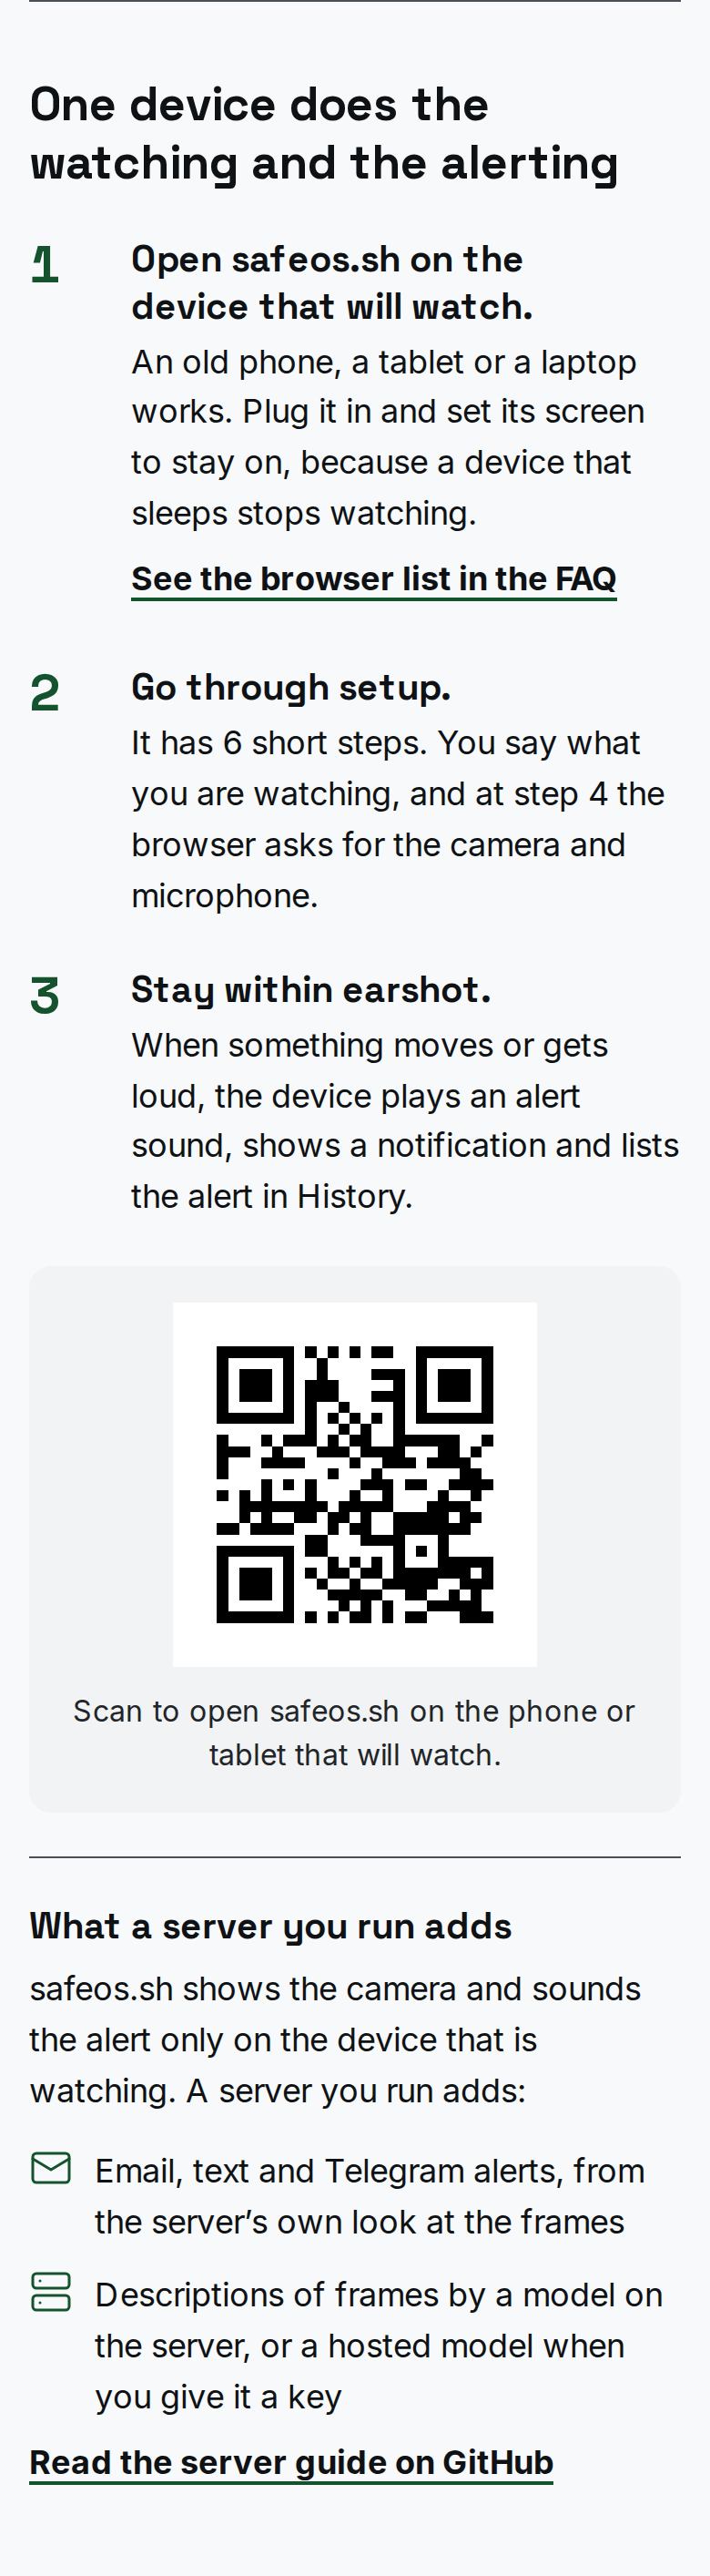 One device does the
watching and the alerting
1
Open safeos.sh on the
device that will watch.
An old phone, a tablet or a laptop
works. Plug it in and set its screen
to stay on, because a device that
sleeps stops watching.
See the browser list in the FAQ
2
Go through setup.
It has 6 short steps. You say what
you are watching, and at step 4 the
browser asks for the camera and
microphone.
3
Stay within earshot.
When something moves or gets
loud, the device plays an alert
sound, shows a notification and lists
the alert in History.
Scan to open safeos.sh on the phone or
tablet that will watch.
What a server you run adds
safeos.sh shows the camera and sounds
the alert only on the device that is
watching. A server you run adds:
Email, text and Telegram alerts, from
the server’s own look at the frames
Descriptions of frames by a model on
the server, or a hosted model when
you give it a key
Read the server guide on GitHub